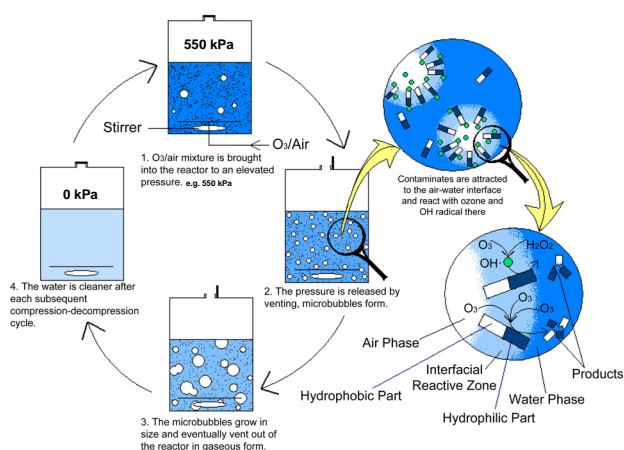 550 kPa
Stirrer
O3/Air
1. O3/air mixture is brought
into the reactor to an elevated
pressure. e.g. 550 kPa
0 kPa
Contaminates are attracted
to the air-water interface
and react with ozone and
OH radical there
2. The pressure is released by
venting, microbubbles form.
4. The water is cleaner after
each subsequent
compression-decompression
cycle.
3. The microbubbles grow in
size and eventually vent out of
the reactor in gaseous form.
O3
H2O2
OH·
O3
O3
O3
Air Phase
Interfacial
Reactive Zone
Hydrophobic Part
Hydrophilic Part
Water Phase
Products